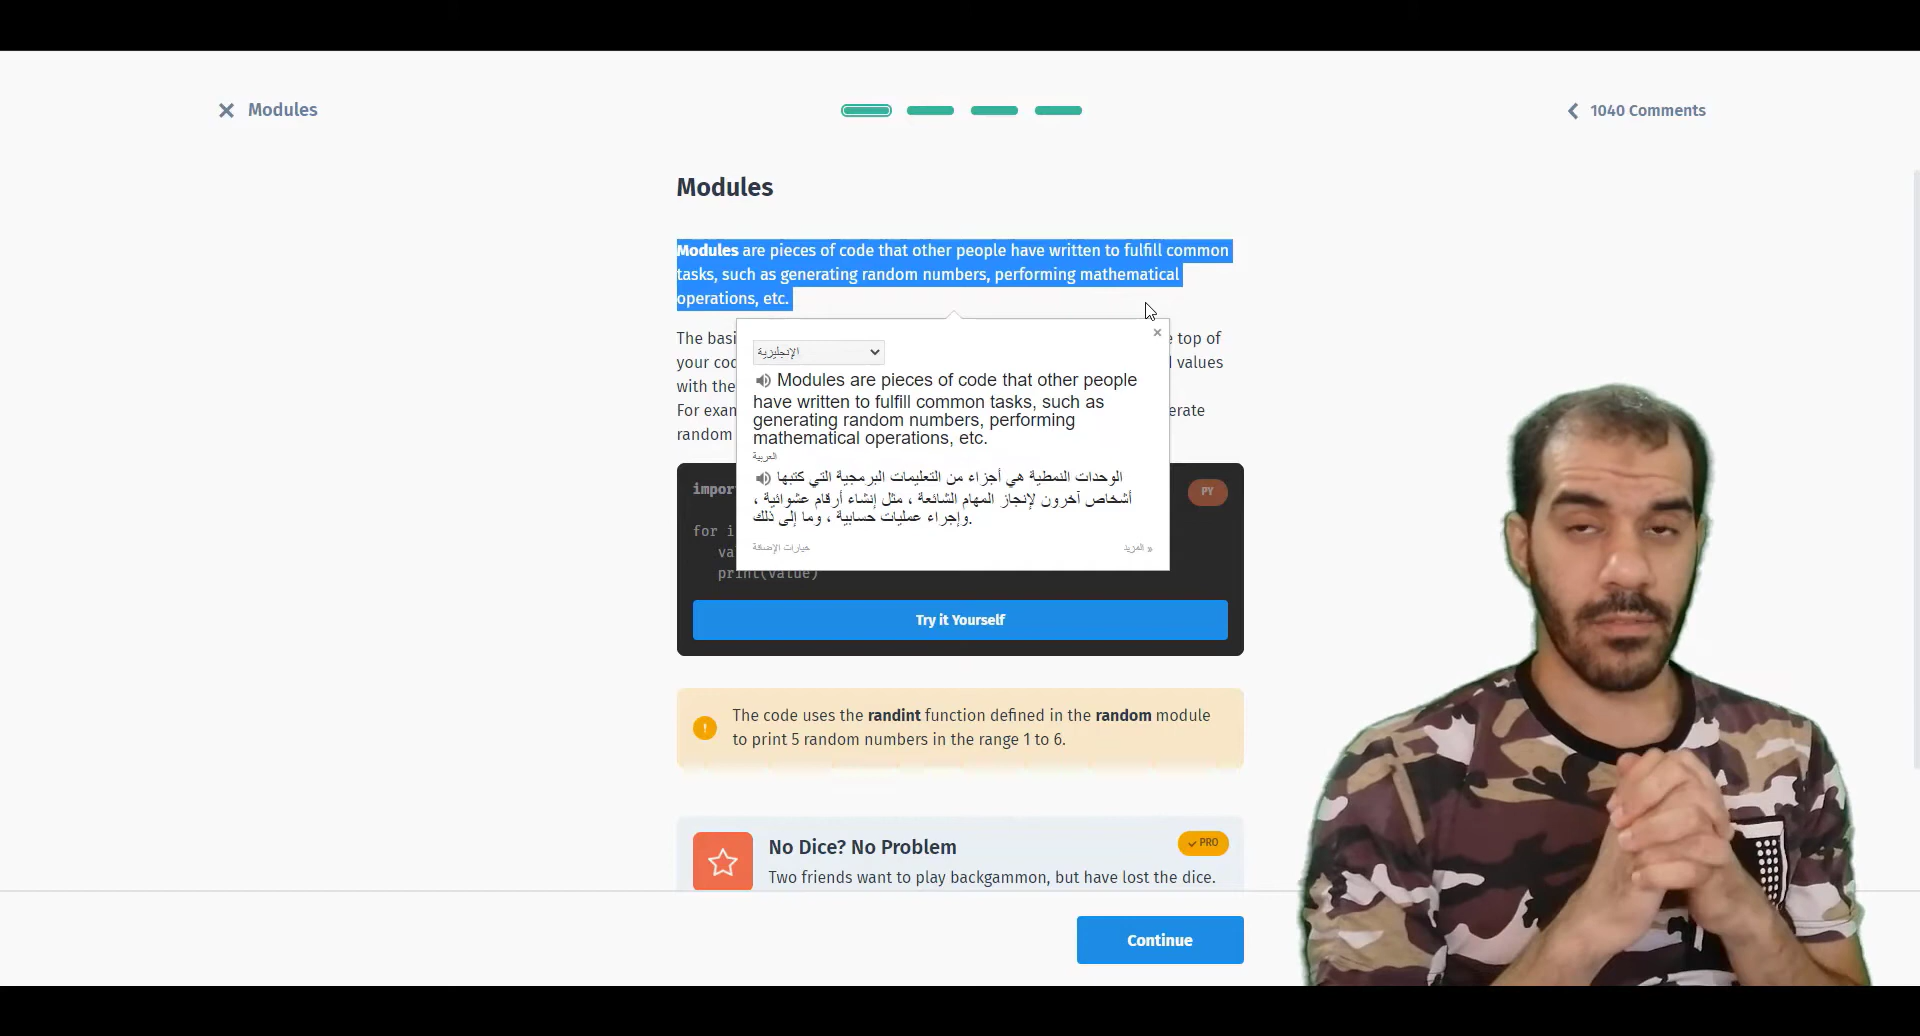 Modules
1040 Comments
Modules
Modules are pieces of code that other people have written to fulfill common
tasks, such as generating random numbers, performing mathematical
operations, etc.
The basi
top of
your cod
values
with the
For exam
erate
random
الإنجليزية
Modules are pieces of code that other people
have written to fulfill common tasks, such as
generating random numbers, performing
mathematical operations, etc.
العربية
الوحدات النمطية هي أجزاء من التعليمات البرمجية التي كتبها
أشخاص آخرون لإنجاز المهام الشائعة ، مثل إنشاء أرقام عشوائية ،
وإجراء عمليات حسابية ، وما إلى ذلك.
خيارات الإضافة
المزيد »
impor
PY
for i
va
print(value)
Try it Yourself
The code uses the randint function defined in the random module
to print 5 random numbers in the range 1 to 6.
No Dice? No Problem
PRO
Two friends want to play backgammon, but have lost the dice.
Continue